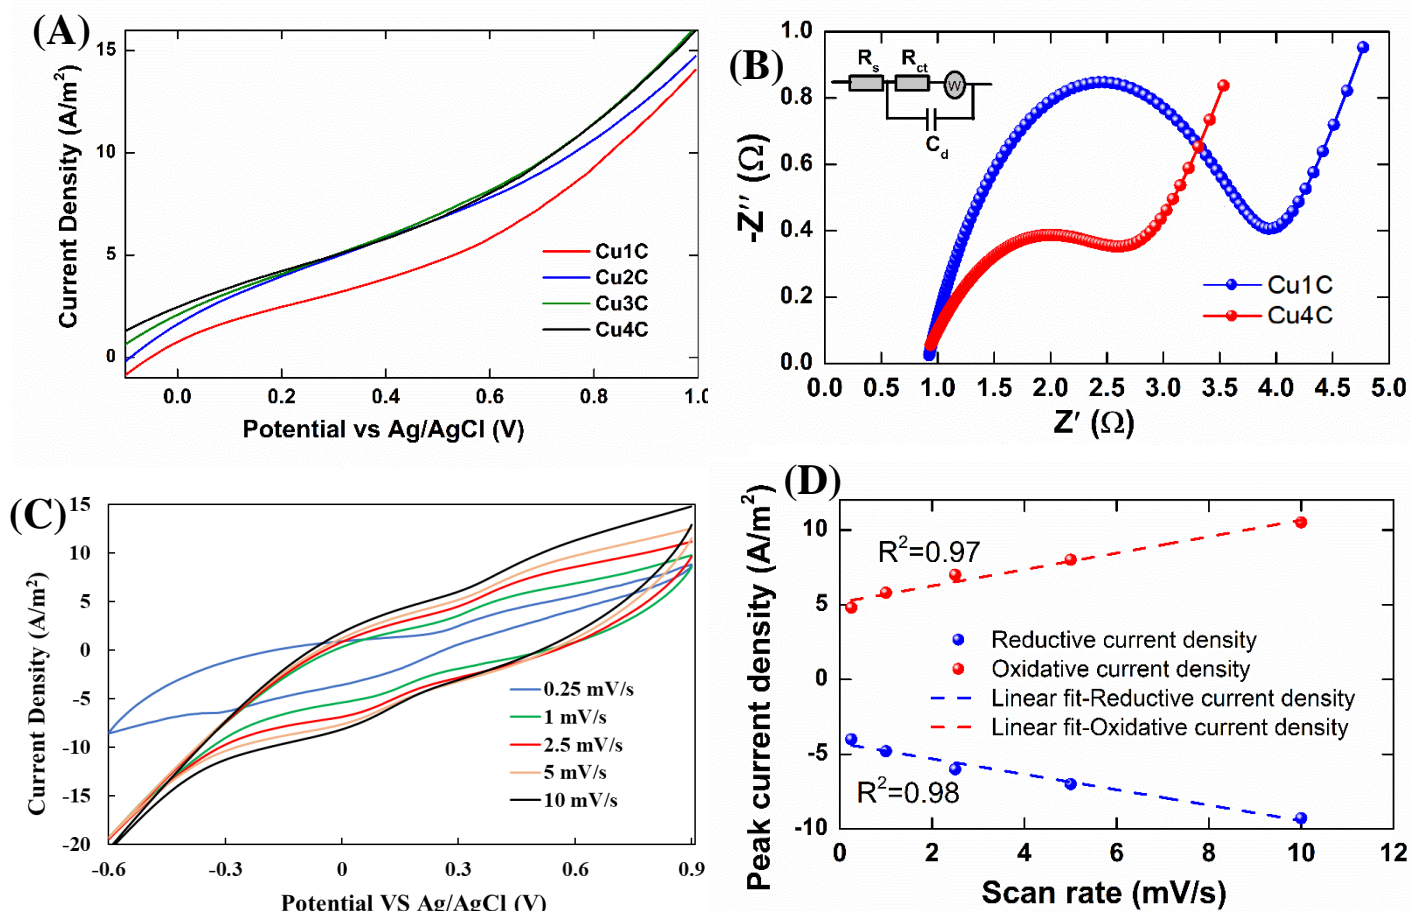 (A)
Current Density (A/m²)
15
10
5
0
0.0 0.2 0.4 0.6 0.8 1.0
Potential vs Ag/AgCl (V)
Cu1C
Cu2C
Cu3C
Cu4C
(B)
-Z′′ (Ω)
1.0
0.8
0.6
0.4
0.2
0.0
0.0 0.5 1.0 1.5 2.0 2.5 3.0 3.5 4.0 4.5 5.0
Z′ (Ω)
Rs Rct
W
Cd
Cu1C
Cu4C
(C)
Current Density (A/m²)
15
10
5
0
-5
-10
-15
-20
-0.6 -0.3 0 0.3 0.6 0.9
Potential VS Ag/AgCl (V)
0.25 mV/s
1 mV/s
2.5 mV/s
5 mV/s
10 mV/s
(D)
Peak current density (A/m²)
10
5
0
-5
-10
0 2 4 6 8 10 12
Scan rate (mV/s)
R²=0.97
Reductive current density
Oxidative current density
Linear fit-Reductive current density
Linear fit-Oxidative current density
R²=0.98